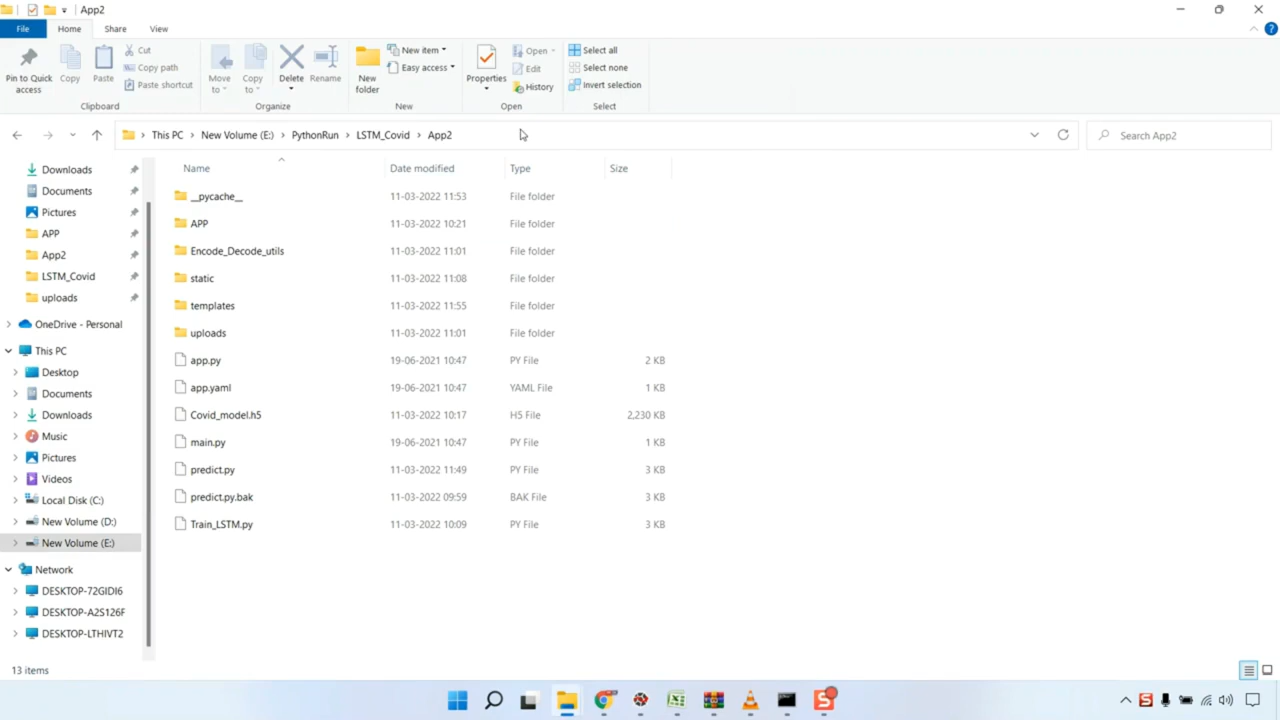 App2
File Home Share View
Pin to Quick access
Copy
Paste
Cut
Copy path
Paste shortcut
Clipboard
Move to
Copy to
Delete
Rename
Organize
New folder
New item
Easy access
New
Properties
Open
Edit
History
Open
Select all
Select none
Invert selection
Select
This PC › New Volume (E:) › PythonRun › LSTM_Covid › App2
Search App2
Downloads
Documents
Pictures
APP
App2
LSTM_Covid
uploads
OneDrive - Personal
This PC
Desktop
Documents
Downloads
Music
Pictures
Videos
Local Disk (C:)
New Volume (D:)
New Volume (E:)
Network
DESKTOP-72GIDI6
DESKTOP-A2S126F
DESKTOP-LTHIVT2
Name Date modified Type Size
__pycache__ 11-03-2022 11:53 File folder
APP 11-03-2022 10:21 File folder
Encode_Decode_utils 11-03-2022 11:01 File folder
static 11-03-2022 11:08 File folder
templates 11-03-2022 11:55 File folder
uploads 11-03-2022 11:01 File folder
app.py 19-06-2021 10:47 PY File 2 KB
app.yaml 19-06-2021 10:47 YAML File 1 KB
Covid_model.h5 11-03-2022 10:17 H5 File 2,230 KB
main.py 19-06-2021 10:47 PY File 1 KB
predict.py 11-03-2022 11:49 PY File 3 KB
predict.py.bak 11-03-2022 09:59 BAK File 3 KB
Train_LSTM.py 11-03-2022 10:09 PY File 3 KB
13 items